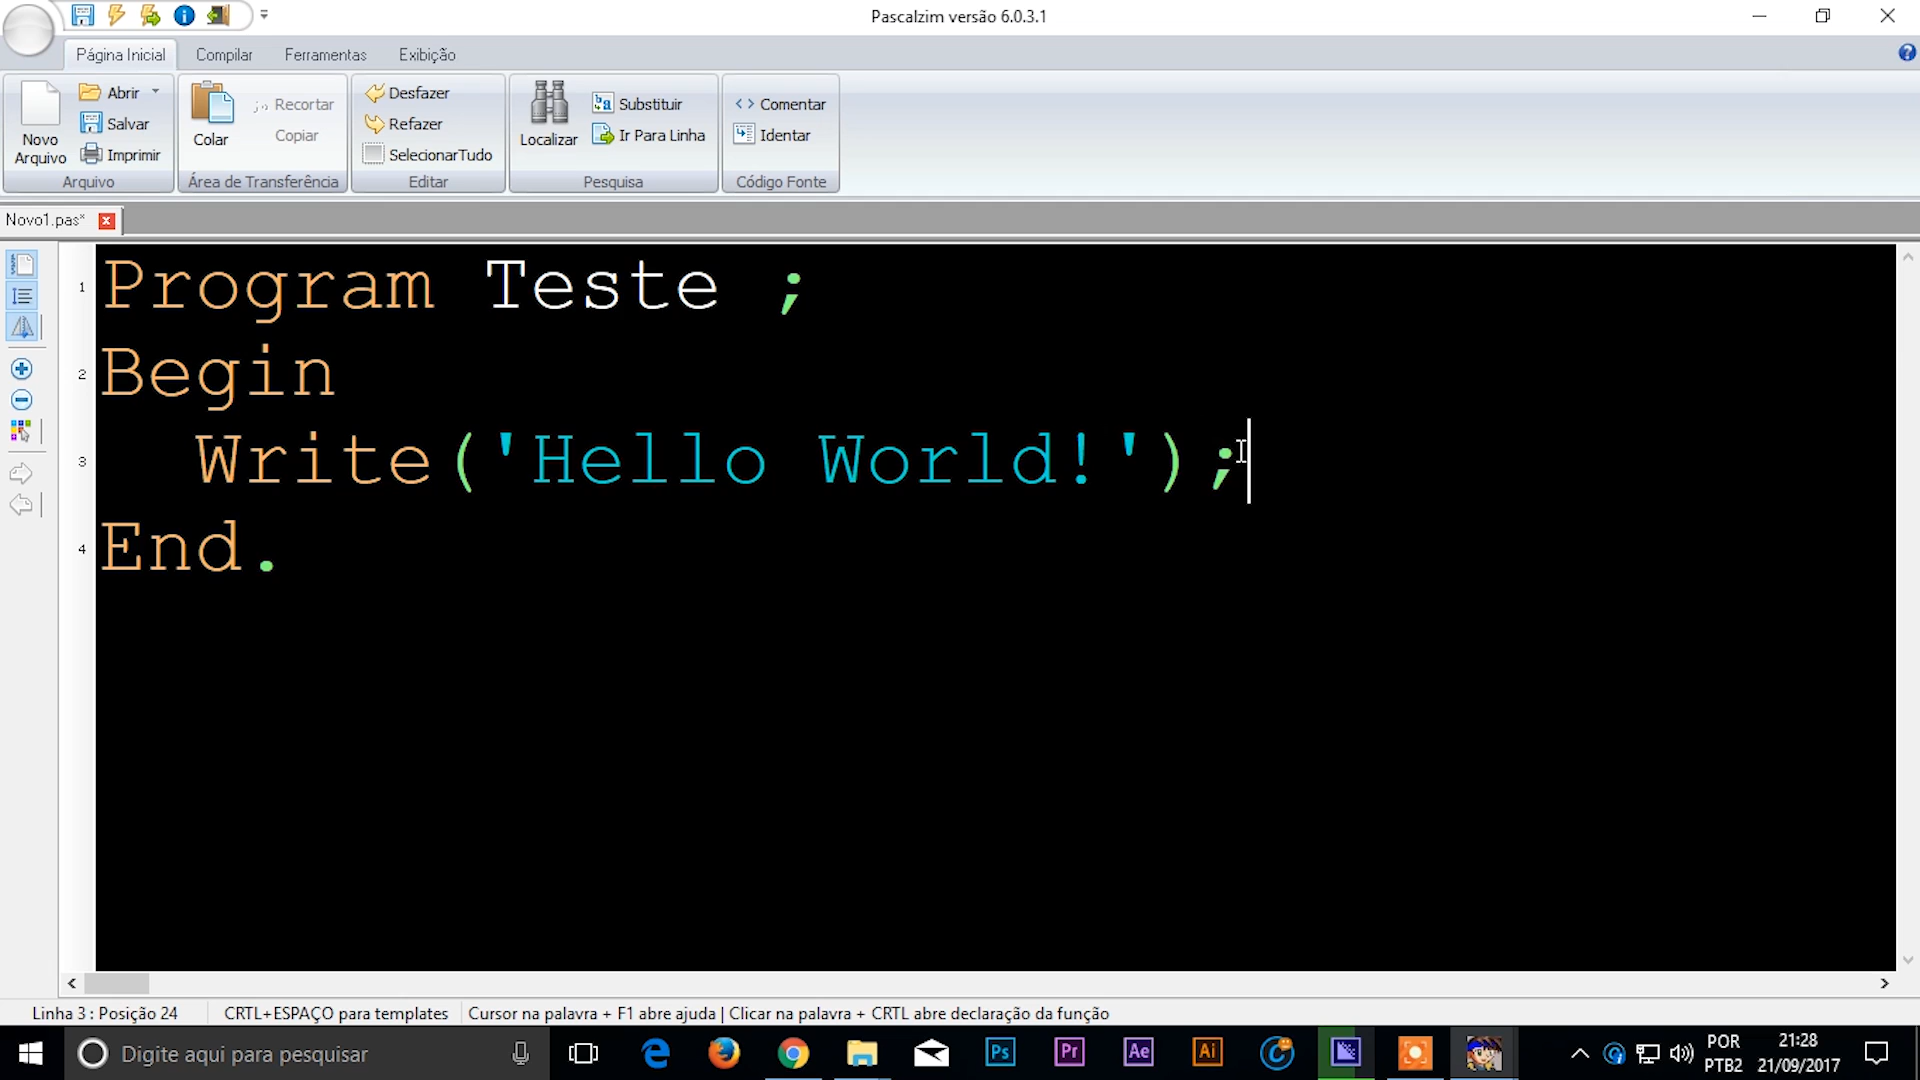 Pascalzim versão 6.0.3.1
Página Inicial Compilar Ferramentas Exibição
Novo Arquivo
Abrir
Salvar
Imprimir
Arquivo
Colar
Recortar
Copiar
Área de Transferência
Desfazer
Refazer
SelecionarTudo
Editar
Localizar
Substituir
Ir Para Linha
Pesquisa
Comentar
Identar
Código Fonte
Novo1.pas*
1 Program Teste ;
2 Begin
3 Write('Hello World!');
4 End.
Linha 3 : Posição 24 CRTL+ESPAÇO para templates Cursor na palavra + F1 abre ajuda | Clicar na palavra + CRTL abre declaração da função
Digite aqui para pesquisar
Ps Pr Ae Ai
POR
PTB2
21:28
21/09/2017